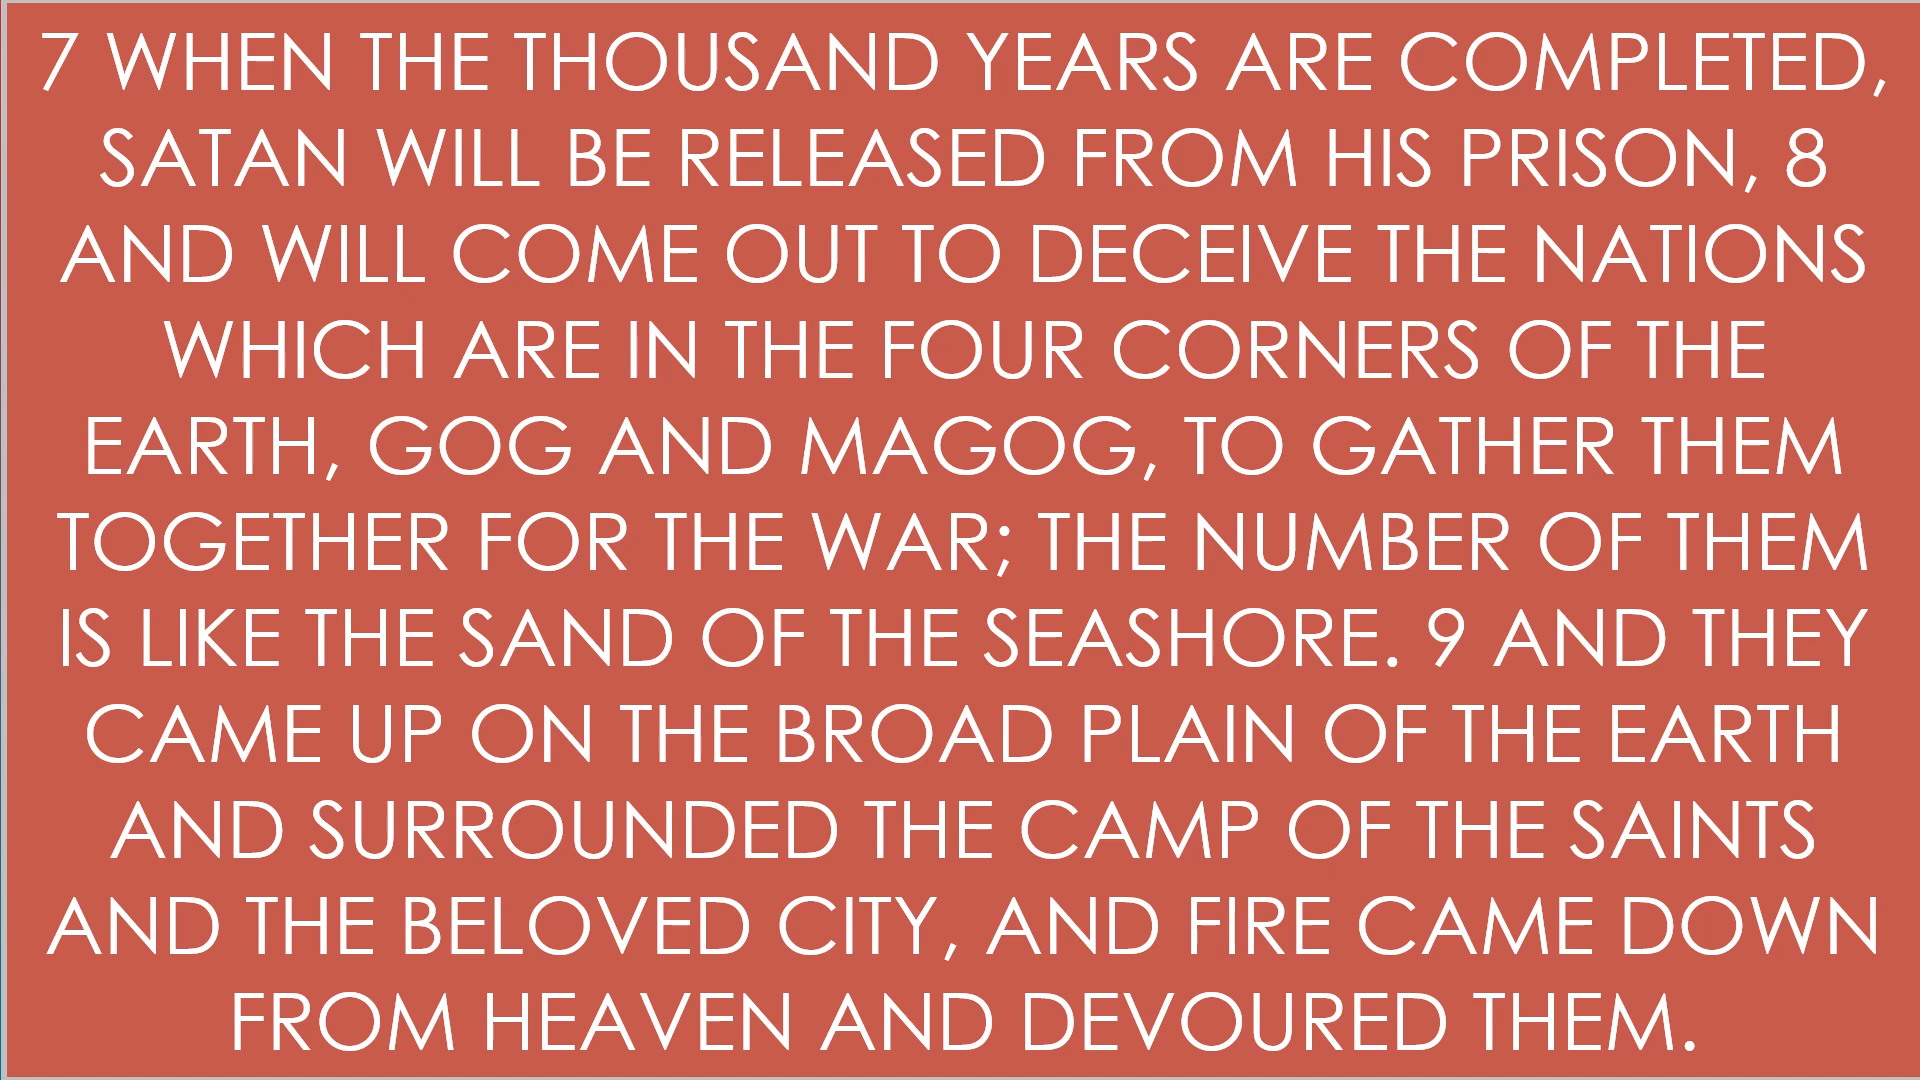 7 WHEN THE THOUSAND YEARS ARE COMPLETED,
SATAN WILL BE RELEASED FROM HIS PRISON, 8
AND WILL COME OUT TO DECEIVE THE NATIONS
WHICH ARE IN THE FOUR CORNERS OF THE
EARTH, GOG AND MAGOG, TO GATHER THEM
TOGETHER FOR THE WAR; THE NUMBER OF THEM
IS LIKE THE SAND OF THE SEASHORE. 9 AND THEY
CAME UP ON THE BROAD PLAIN OF THE EARTH
AND SURROUNDED THE CAMP OF THE SAINTS
AND THE BELOVED CITY, AND FIRE CAME DOWN
FROM HEAVEN AND DEVOURED THEM.